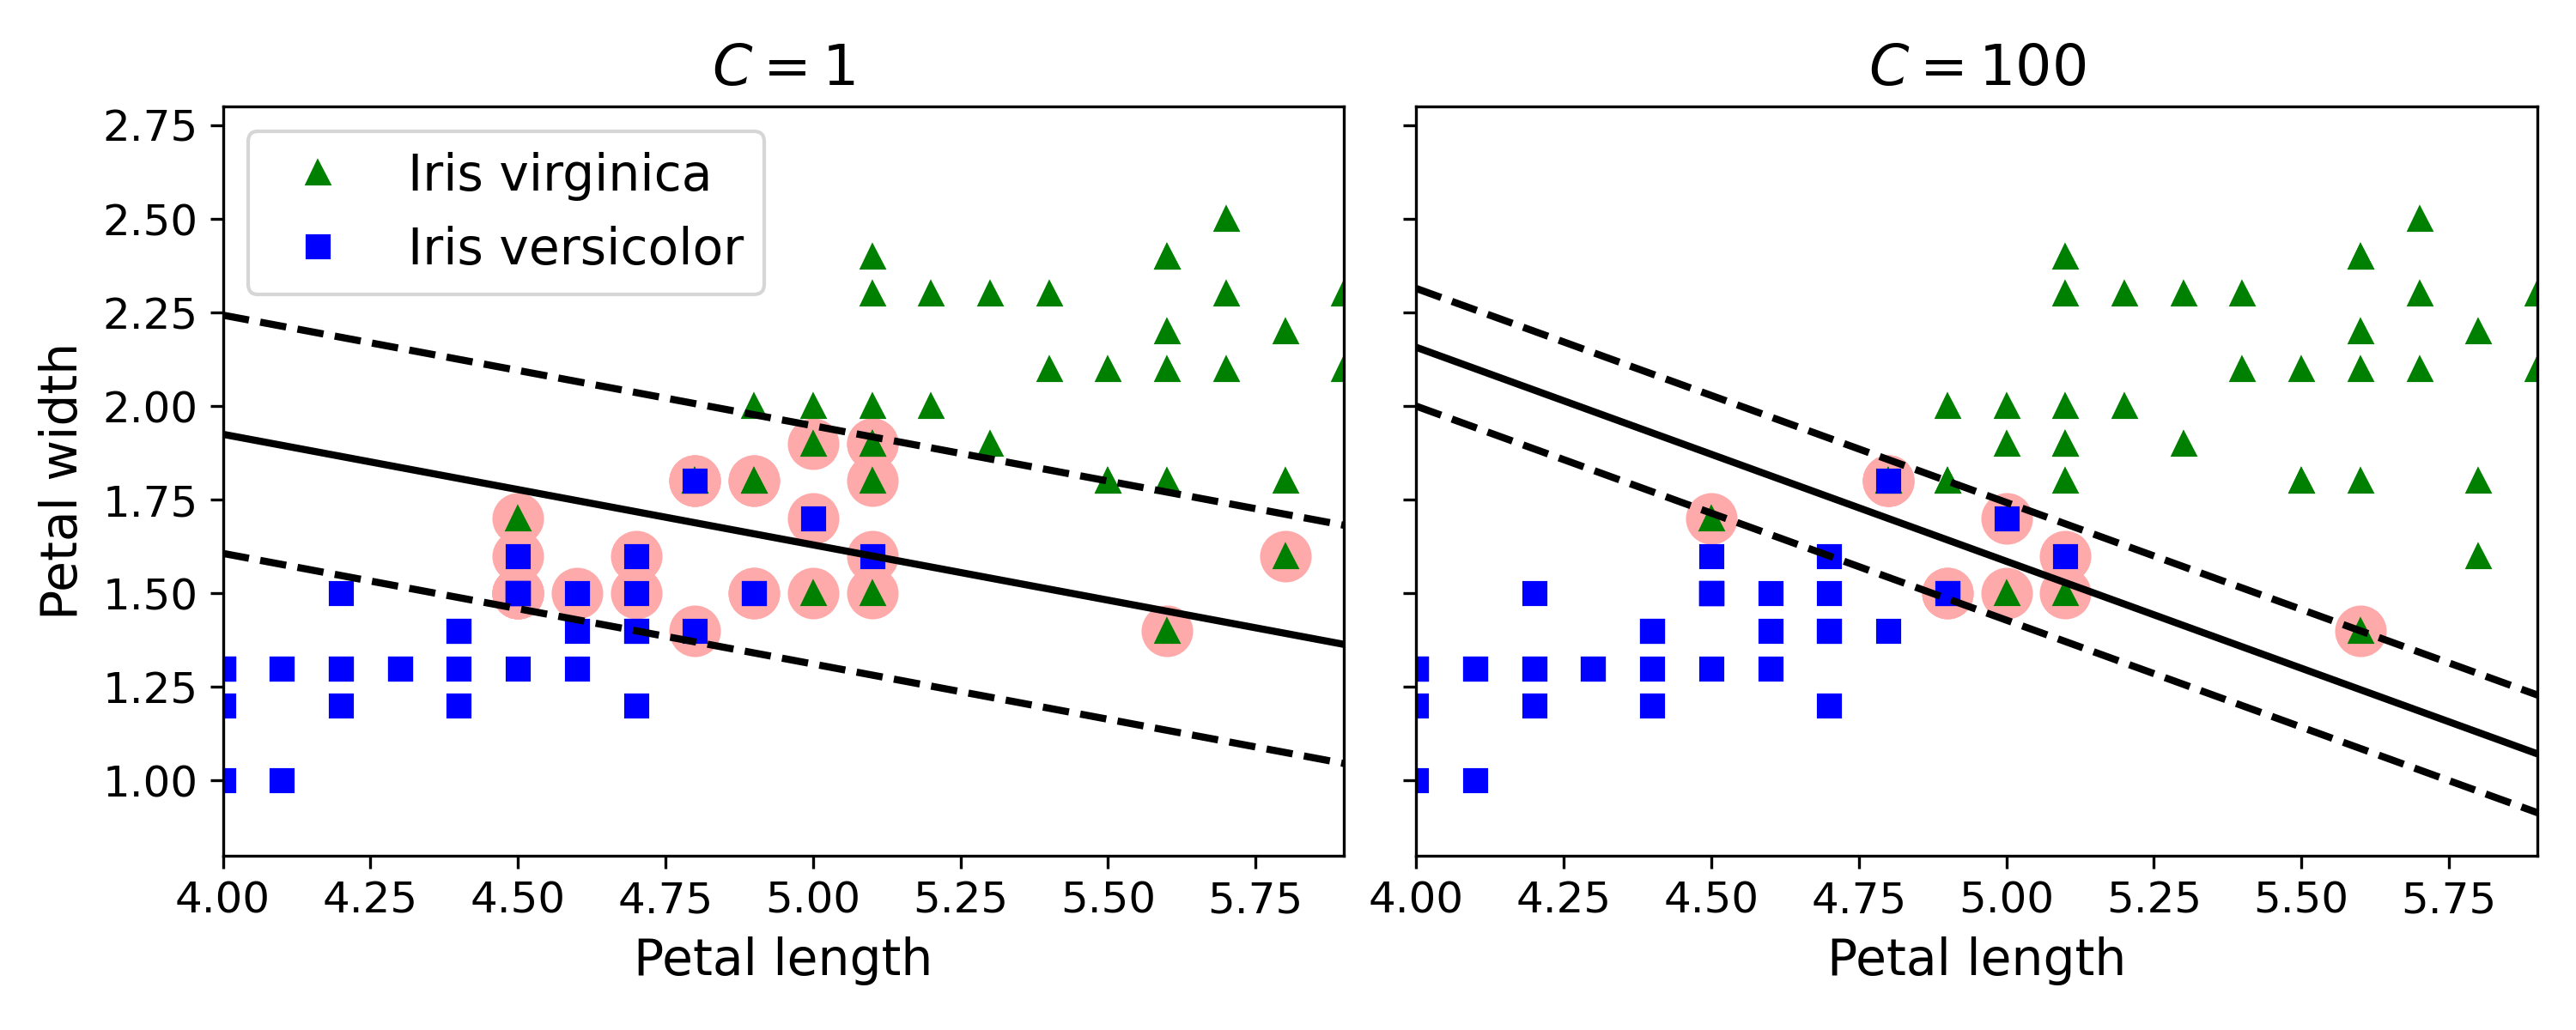 C = 1
C = 100
Petal width
2.75
2.50
2.25
2.00
1.75
1.50
1.25
1.00
Iris virginica
Iris versicolor
4.00 4.25 4.50 4.75 5.00 5.25 5.50 5.75
4.00 4.25 4.50 4.75 5.00 5.25 5.50 5.75
Petal length
Petal length